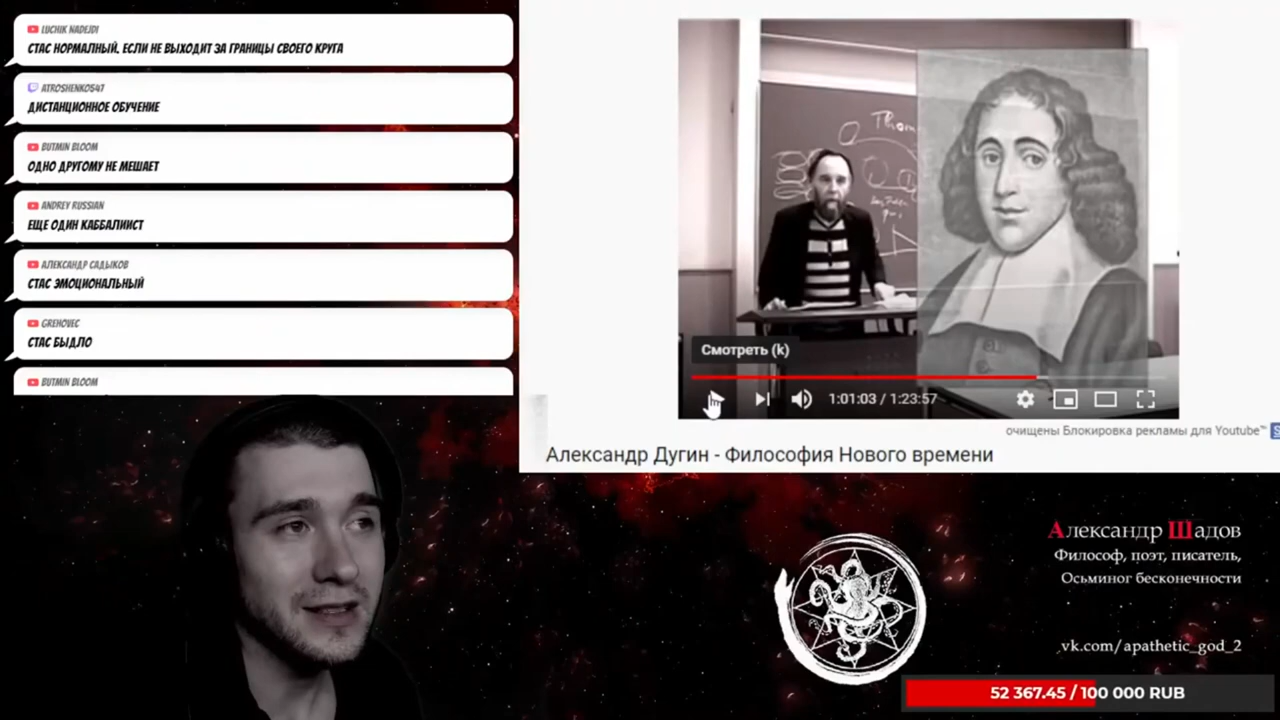 LUCHIK NADEJDI
СТАС НОРМАЛНЫЙ, ЕСЛИ НЕ ВЫХОДИТ ЗА ГРАНИЦЫ СВОЕГО КРУГА
ATROSHENKO547
ДИСТАНЦИОННОЕ ОБУЧЕНИЕ
BUTMIN BLOOM
ОДНО ДРУГОМУ НЕ МЕШАЕТ
ANDREY RUSSIAN
ЕЩЕ ОДИН КАББАЛИИСТ
АЛЕКСАНДР САДЫКОВ
СТАС ЭМОЦИОНАЛЬНЫЙ
GREHOVEC
СТАС БЫДЛО
BUTMIN BLOOM
Thom
Смотреть (k)
1:01:03 / 1:23:57
очищены Блокировка рекламы для Youtube™ S
Александр Дугин - Философия Нового времени
Александр Шадов
Философ, поэт, писатель,
Осьминог бесконечности
vk.com/apathetic_god_2
52 367.45 / 100 000 RUB